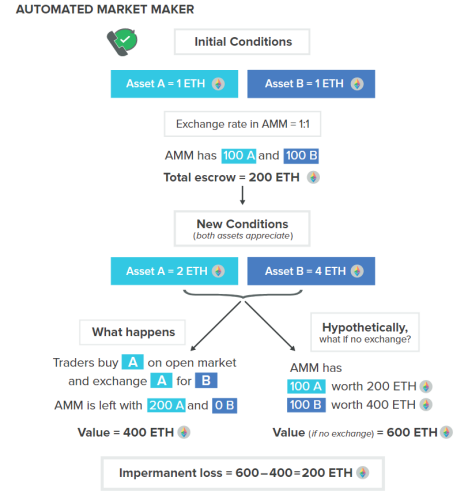 AUTOMATED MARKET MAKER
Initial Conditions
Asset A = 1 ETH
Asset B = 1 ETH
Exchange rate in AMM = 1:1
AMM has 100 A and 100 B
Total escrow = 200 ETH
New Conditions
(both assets appreciate)
Asset A = 2 ETH
Asset B = 4 ETH
What happens
Traders buy A on open market
and exchange A for B
AMM is left with 200 A and 0 B
Value = 400 ETH
Hypothetically,
what if no exchange?
AMM has
100 A worth 200 ETH
100 B worth 400 ETH
Value (if no exchange) = 600 ETH
Impermanent loss = 600–400=200 ETH